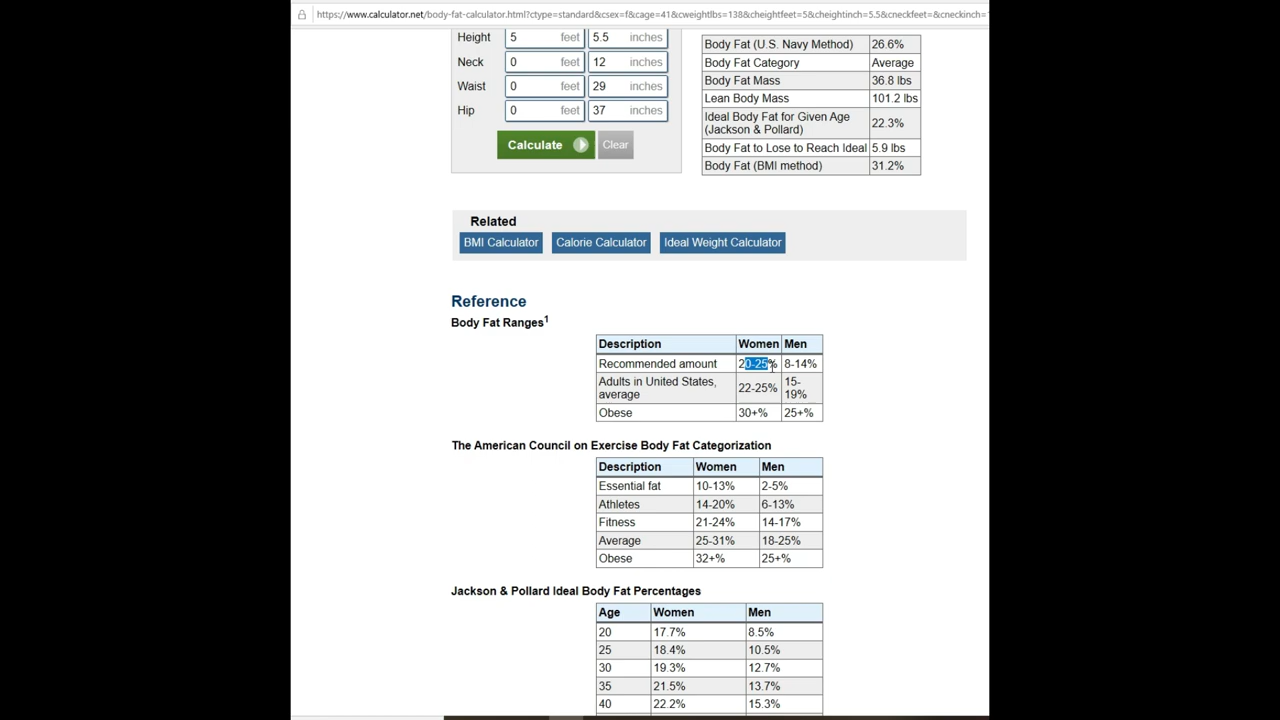 https://www.calculator.net/body-fat-calculator.html?ctype=standard&csex=f&cage=41&cweightlbs=138&cheightfeet=5&cheightinch=5.5&cneckfeet=&cneckinch=
Height 5 feet 5.5 inches
Neck 0 feet 12 inches
Waist 0 feet 29 inches
Hip 0 feet 37 inches
Calculate Clear
Body Fat (U.S. Navy Method) 26.6%
Body Fat Category Average
Body Fat Mass 36.8 lbs
Lean Body Mass 101.2 lbs
Ideal Body Fat for Given Age
(Jackson & Pollard) 22.3%
Body Fat to Lose to Reach Ideal 5.9 lbs
Body Fat (BMI method) 31.2%
Related
BMI Calculator Calorie Calculator Ideal Weight Calculator
Reference
Body Fat Ranges1
Description Women Men
Recommended amount 20-25% 8-14%
Adults in United States,
average 22-25% 15-
19%
Obese 30+% 25+%
The American Council on Exercise Body Fat Categorization
Description Women Men
Essential fat 10-13% 2-5%
Athletes 14-20% 6-13%
Fitness 21-24% 14-17%
Average 25-31% 18-25%
Obese 32+% 25+%
Jackson & Pollard Ideal Body Fat Percentages
Age Women Men
20 17.7% 8.5%
25 18.4% 10.5%
30 19.3% 12.7%
35 21.5% 13.7%
40 22.2% 15.3%